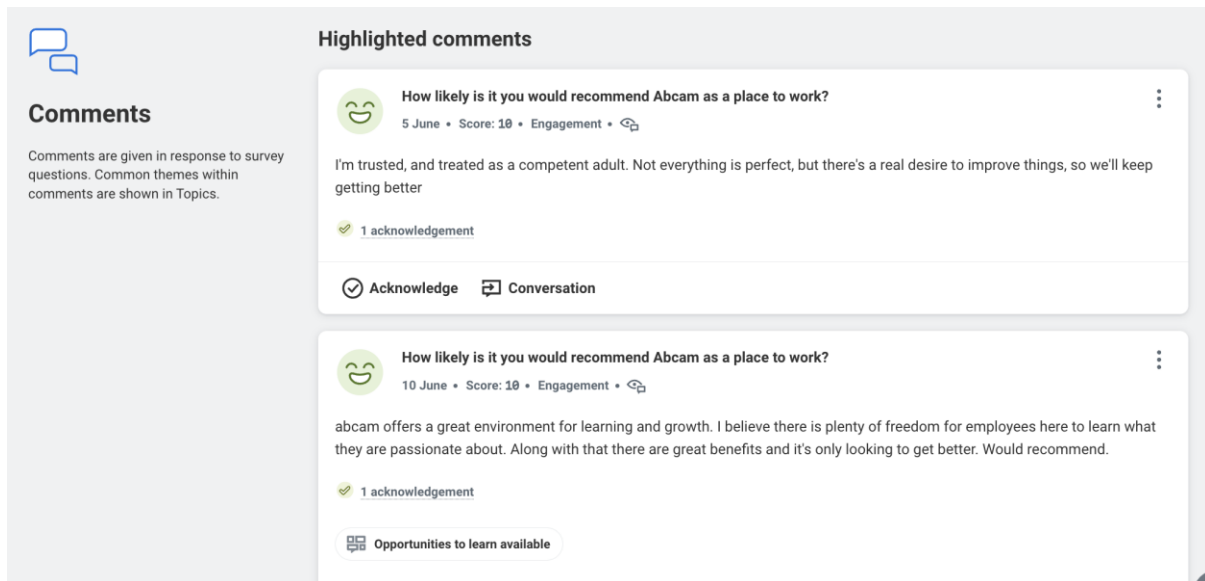 Comments
Comments are given in response to survey
questions. Common themes within
comments are shown in Topics.
Highlighted comments
How likely is it you would recommend Abcam as a place to work?
5 June • Score: 10 • Engagement •
I'm trusted, and treated as a competent adult. Not everything is perfect, but there's a real desire to improve things, so we'll keep
getting better
1 acknowledgement
Acknowledge Conversation
How likely is it you would recommend Abcam as a place to work?
10 June • Score: 10 • Engagement •
abcam offers a great environment for learning and growth. I believe there is plenty of freedom for employees here to learn what
they are passionate about. Along with that there are great benefits and it's only looking to get better. Would recommend.
1 acknowledgement
Opportunities to learn available